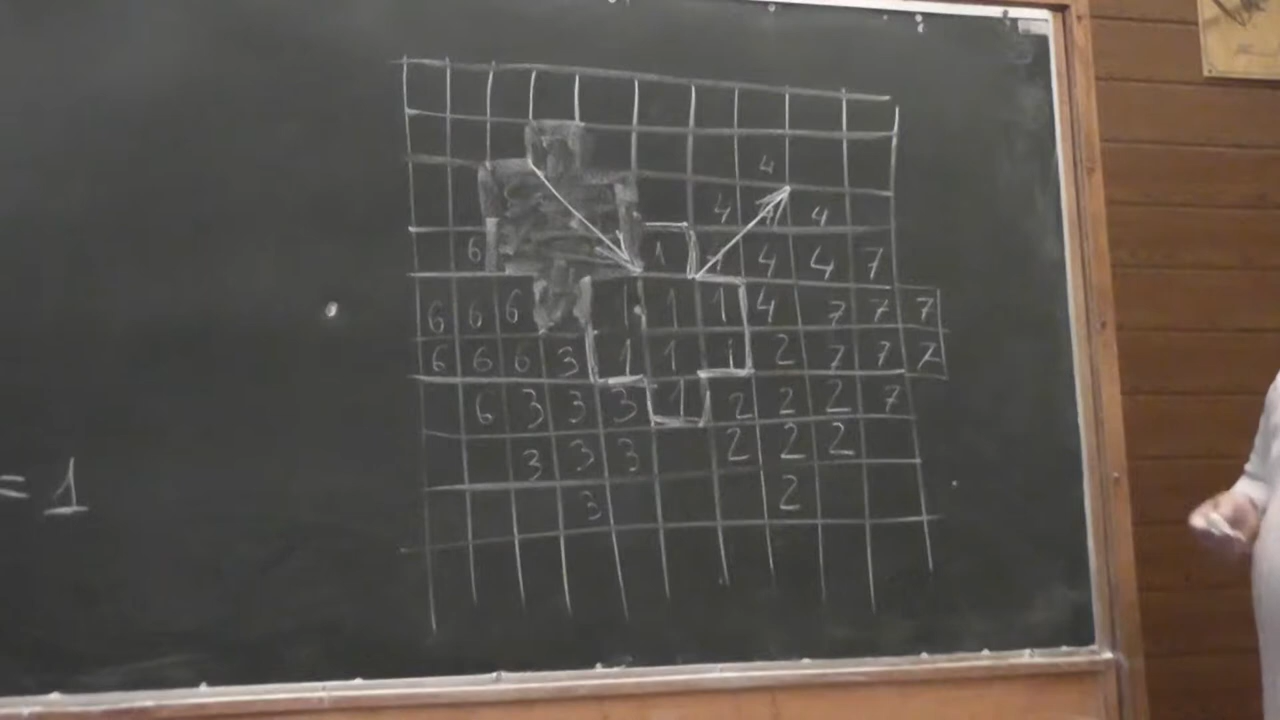 4
4 4
6 1 4 4 7
6 6 6 1 1 1 4 7 7 7
6 6 6 3 1 1 1 2 7 7 7
6 3 3 3 1 2 2 2 7
3 3 3 2 2 2
3 2
= 1